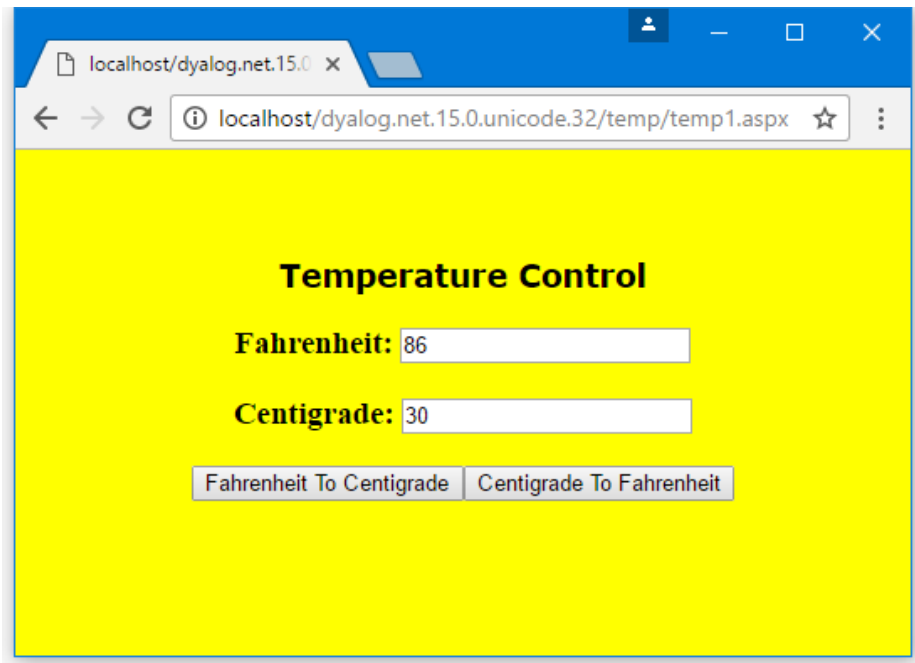 localhost/dyalog.net.15.0
localhost/dyalog.net.15.0.unicode.32/temp/temp1.aspx
Temperature Control
Fahrenheit: 86
Centigrade: 30
Fahrenheit To Centigrade Centigrade To Fahrenheit